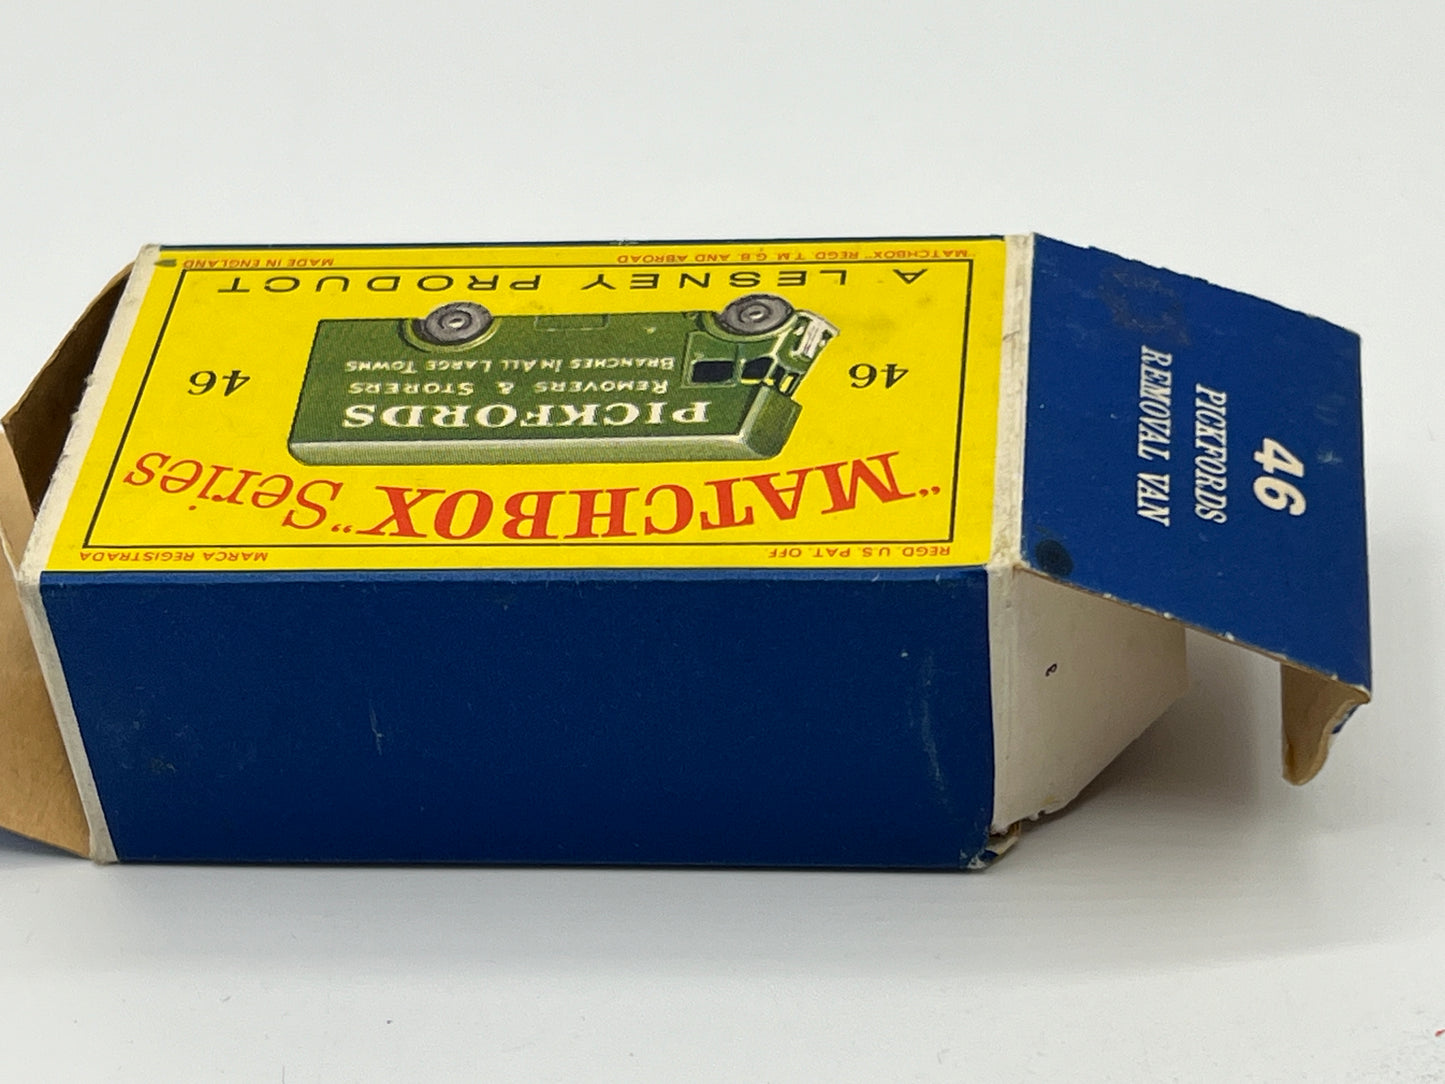 REGD. U.S. PAT. OFF
MARCA REGISTRADA
"MATCHBOX" Series
PICKFORDS
REMOVERS & STORERS
BRANCHES IN ALL LARGE TOWNS
46
46
A LESNEY PRODUCT
"MATCHBOX" REGD. T.M. G.B. AND ABROAD
MADE IN ENGLAND
46
PICKFORDS
REMOVAL VAN